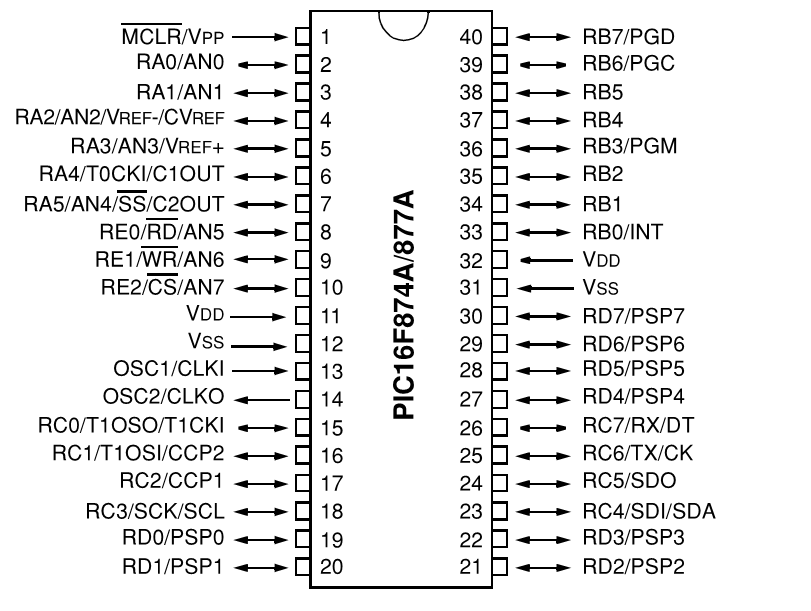 MCLR/VPP 1 40 RB7/PGD
RA0/AN0 2 39 RB6/PGC
RA1/AN1 3 38 RB5
RA2/AN2/VREF-/CVREF 4 37 RB4
RA3/AN3/VREF+ 5 36 RB3/PGM
RA4/T0CKI/C1OUT 6 35 RB2
RA5/AN4/SS/C2OUT 7 34 RB1
RE0/RD/AN5 8 33 RB0/INT
RE1/WR/AN6 9 32 VDD
RE2/CS/AN7 10 31 VSS
VDD 11 30 RD7/PSP7
VSS 12 29 RD6/PSP6
OSC1/CLKI 13 28 RD5/PSP5
OSC2/CLKO 14 27 RD4/PSP4
RC0/T1OSO/T1CKI 15 26 RC7/RX/DT
RC1/T1OSI/CCP2 16 25 RC6/TX/CK
RC2/CCP1 17 24 RC5/SDO
RC3/SCK/SCL 18 23 RC4/SDI/SDA
RD0/PSP0 19 22 RD3/PSP3
RD1/PSP1 20 21 RD2/PSP2
PIC16F874A/877A